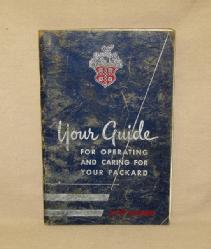 Your Guide
FOR OPERATING
AND CARING FOR
YOUR PACKARD